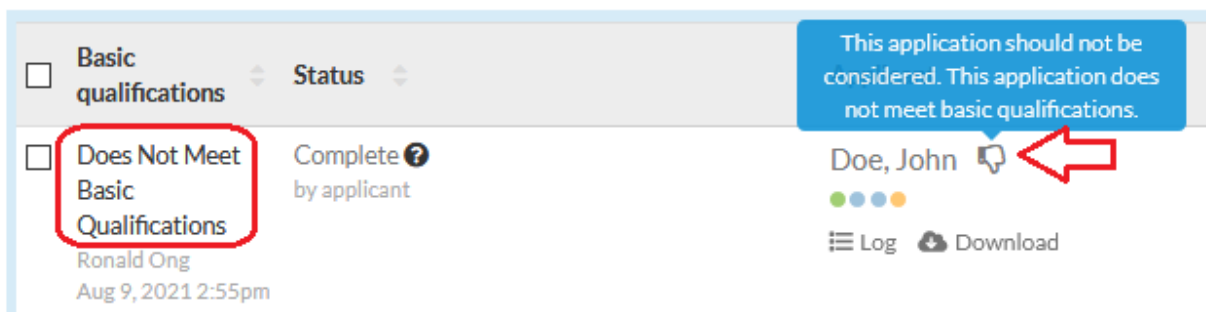 Basic
qualifications
Status
This application should not be
considered. This application does
not meet basic qualifications.
Does Not Meet
Basic
Qualifications
Ronald Ong
Aug 9, 2021 2:55pm
Complete ?
by applicant
Doe, John
Log Download